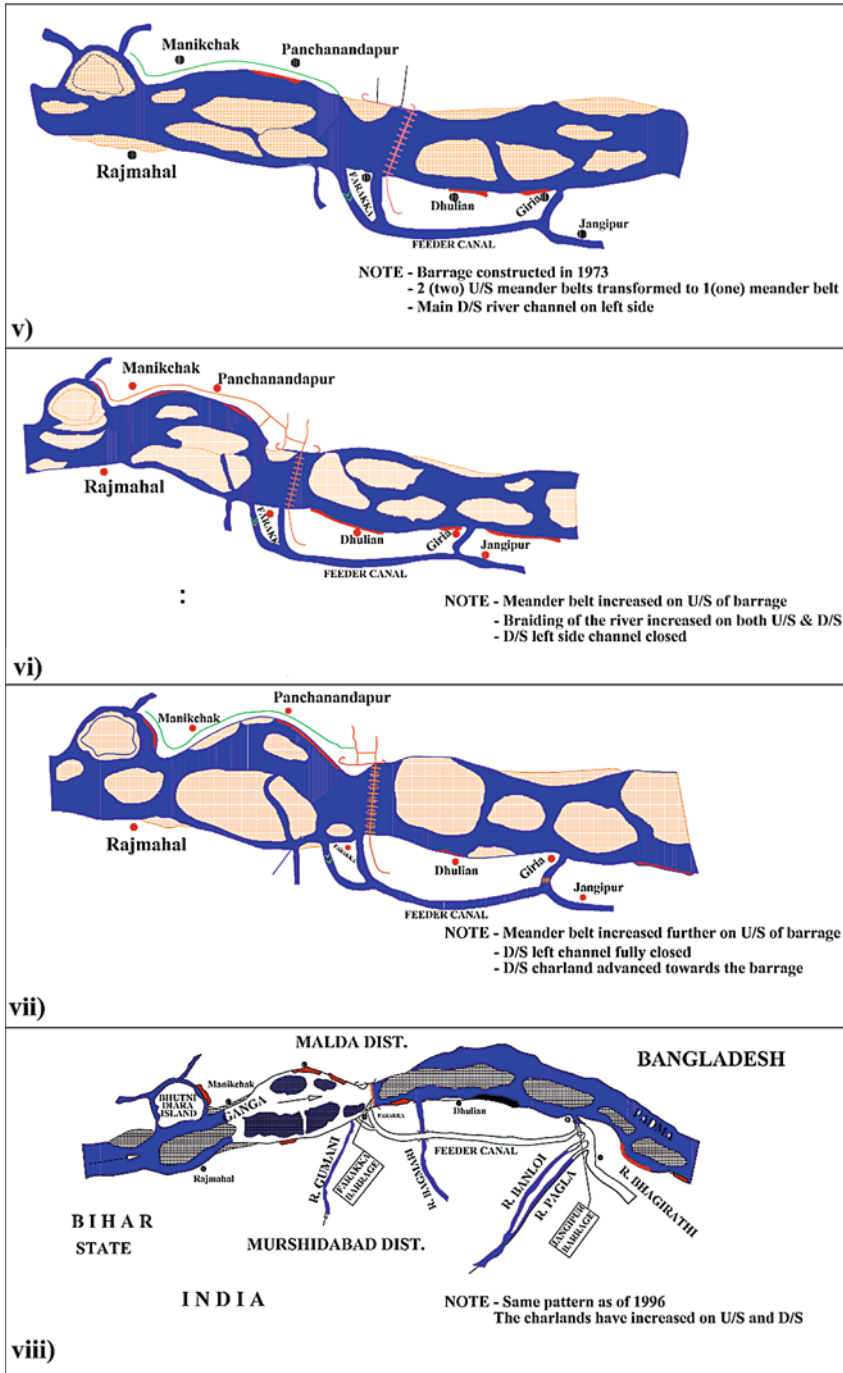 Manikchak
Panchanandapur
Rajmahal
FARAKKA
Dhulian
Giria
Jangipur
FEEDER CANAL
NOTE - Barrage constructed in 1973
- 2 (two) U/S meander belts transformed to 1(one) meander belt
- Main D/S river channel on left side
v)
Manikchak
Panchanandapur
Rajmahal
FARAKK
Dhulian
Giria
Jangipur
FEEDER CANAL
:
NOTE - Meander belt increased on U/S of barrage
- Braiding of the river increased on both U/S & D/S
- D/S left side channel closed
vi)
Panchanandapur
Manikchak
Rajmahal
FARAKKA
Dhulian
Giria
Jangipur
FEEDER CANAL
NOTE - Meander belt increased further on U/S of barrage
- D/S left channel fully closed
- D/S charland advanced towards the barrage
vii)
MALDA DIST.
BANGLADESH
BHUTNI
DIARA
ISLAND
Manikchak
GANGA
FARAKKA
Dhulian
PADMA
Rajmahal
R. GUMANI
FARAKKA
BARRAGE
R. BAGMARI
FEEDER CANAL
R. BANLOI
R. PAGLA
JANGIPUR
BARRAGE
R. BHAGIRATHI
BIHAR
STATE
MURSHIDABAD DIST.
INDIA
NOTE - Same pattern as of 1996
The charlands have increased on U/S and D/S
viii)